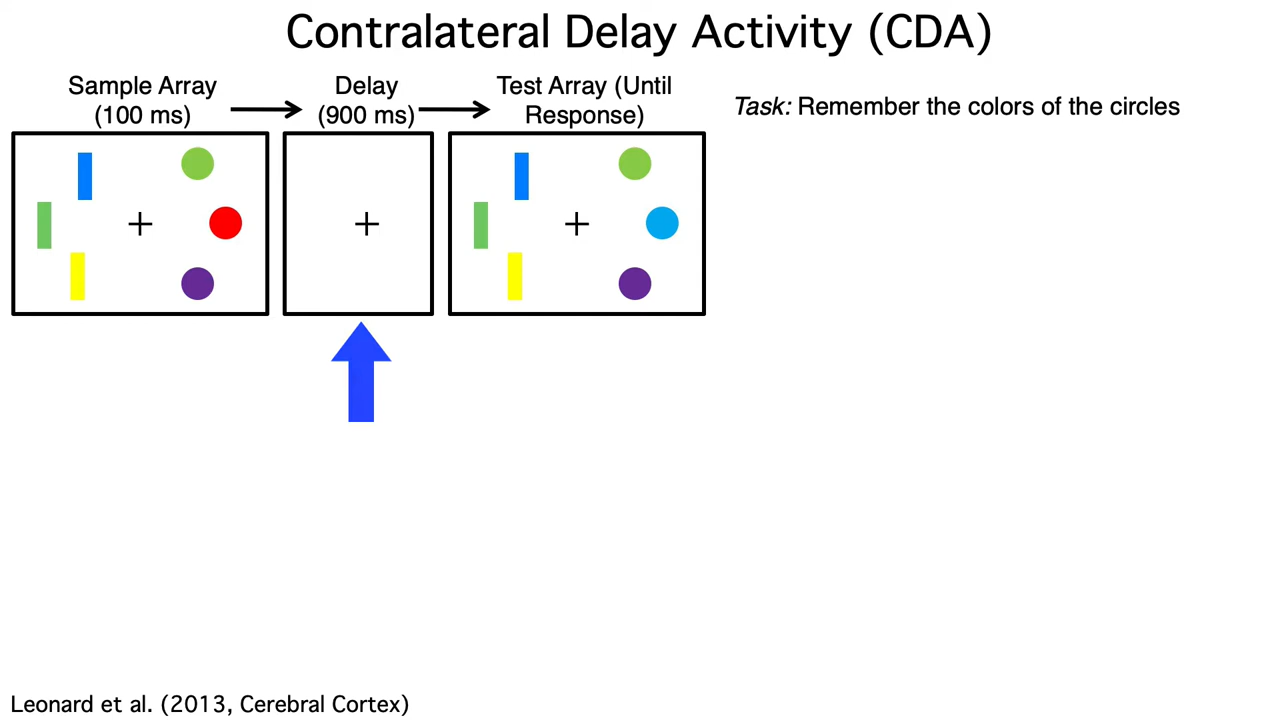 Contralateral Delay Activity (CDA)
Sample Array
(100 ms)
Delay
(900 ms)
Test Array (Until
Response)
Task: Remember the colors of the circles
Leonard et al. (2013, Cerebral Cortex)